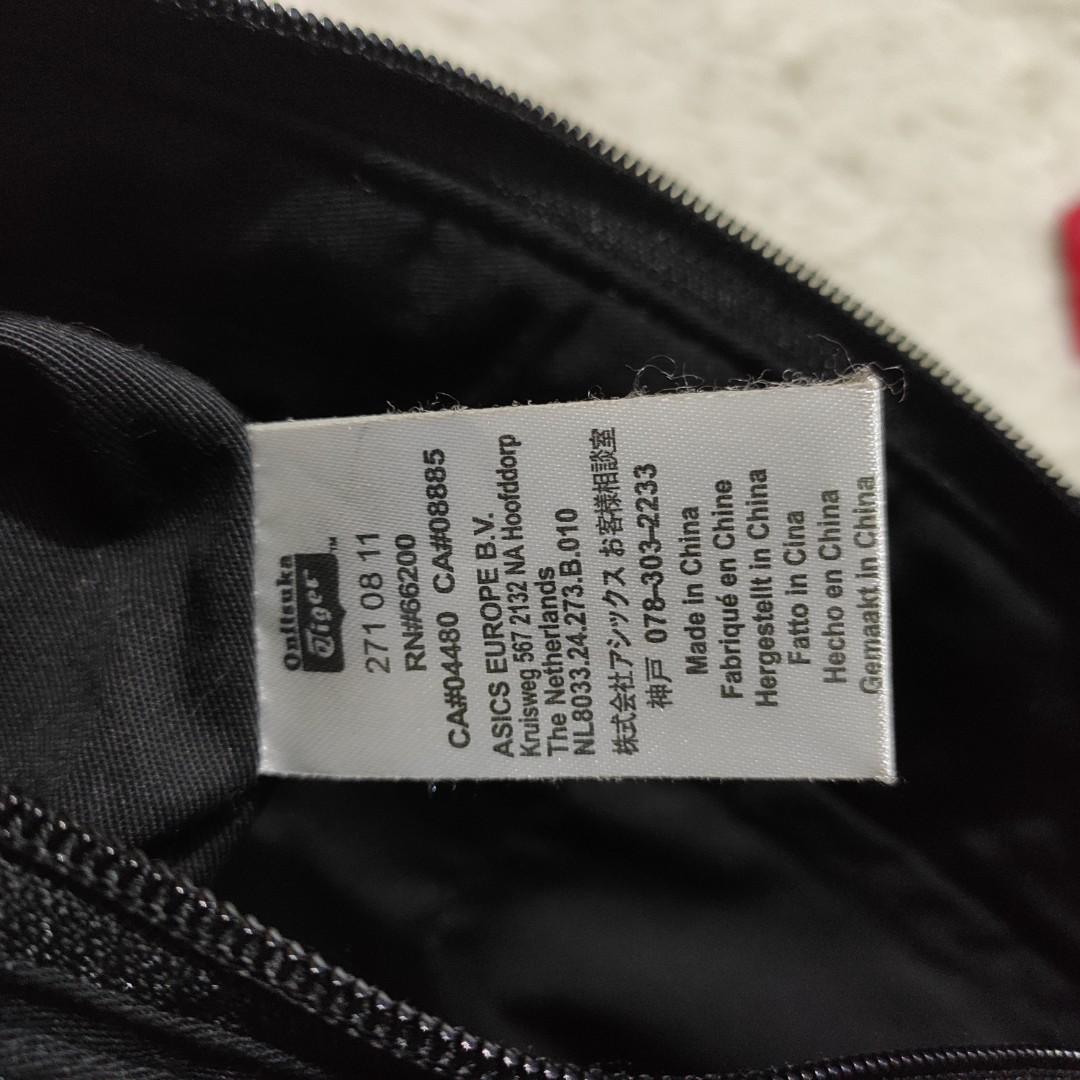 Onitsuka
Tiger™
271 08 11
RN#66200
CA#04480 CA#08885
ASICS EUROPE B.V.
Kruisweg 567 2132 NA Hoofddorp
The Netherlands
NL8033.24.273.B.010
株式会社アシックス お客様相談室
神戸 078-303-2233
Made in China
Fabriqué en Chine
Hergestellt in China
Fatto in Cina
Hecho en China
Gemaakt in China